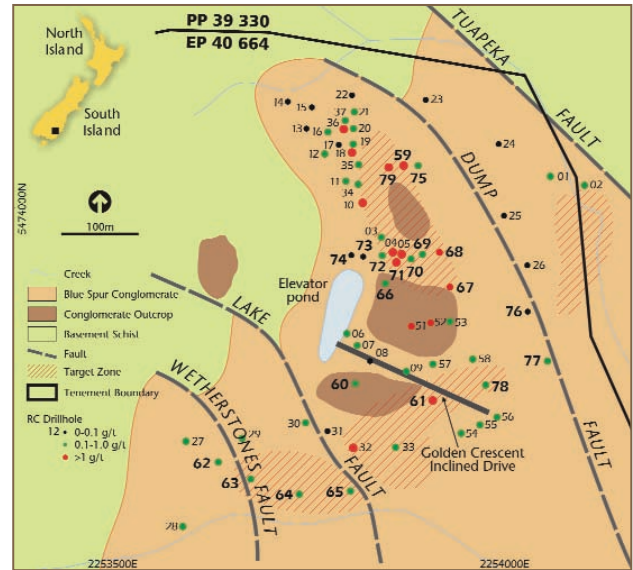 North
Island
South
Island
PP 39 330
EP 40 664
TUAPEKA
FAULT
DUMP
FAULT
LAKE
FAULT
WETHERSTONES
FAULT
100m
5474000N
2253500E
2254000E
Elevator
pond
Golden Crescent
Inclined Drive
Creek
Blue Spur Conglomerate
Conglomerate Outcrop
Basement Schist
Fault
Target Zone
Tenement Boundary
RC Drillhole
12
0-0.1 g/t
0.1-1.0 g/t
>1 g/t
14
15
22
23
37
21
36
20
13
16
17
19
18
12
59
24
35
79
75
11
34
10
01
02
25
03
04
05
69
68
73
74
72
71
70
26
66
67
76
51
52
53
06
07
08
09
57
58
77
60
78
61
56
55
54
30
31
32
33
29
27
62
63
64
65
28